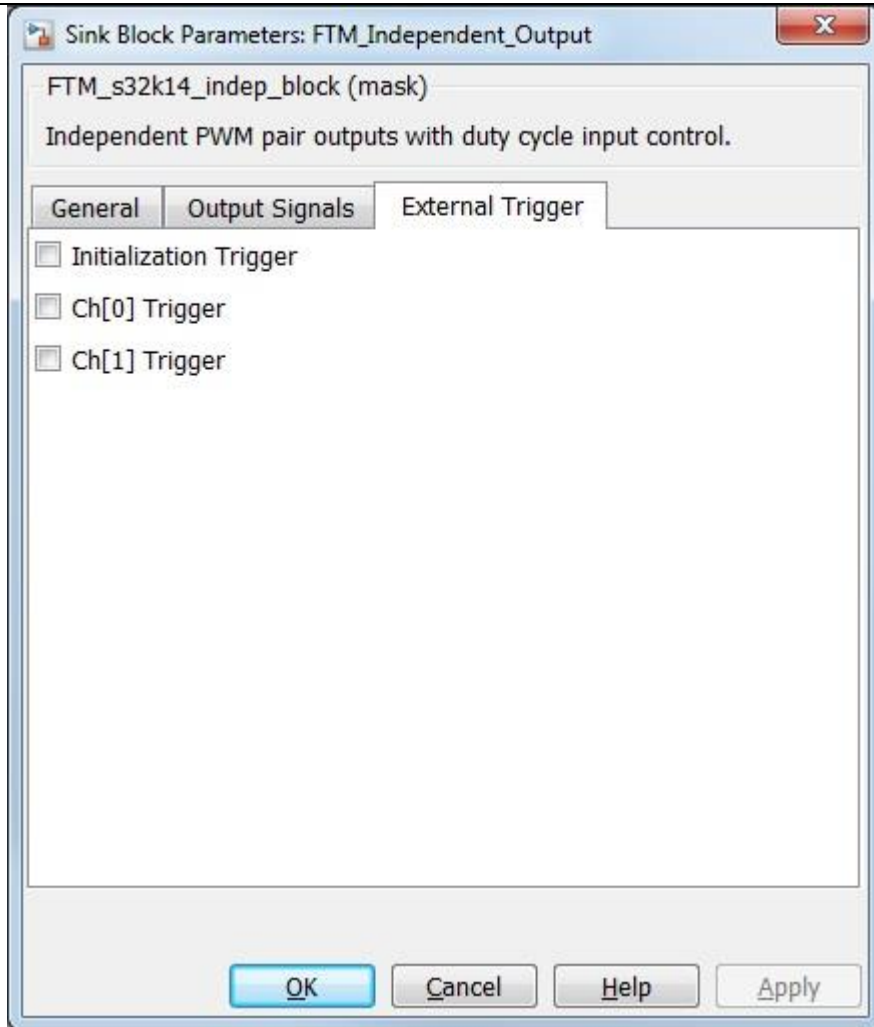 Sink Block Parameters: FTM_Independent_Output
FTM_s32k14_indep_block (mask)
Independent PWM pair outputs with duty cycle input control.
General Output Signals External Trigger
Initialization Trigger
Ch[0] Trigger
Ch[1] Trigger
OK Cancel Help Apply